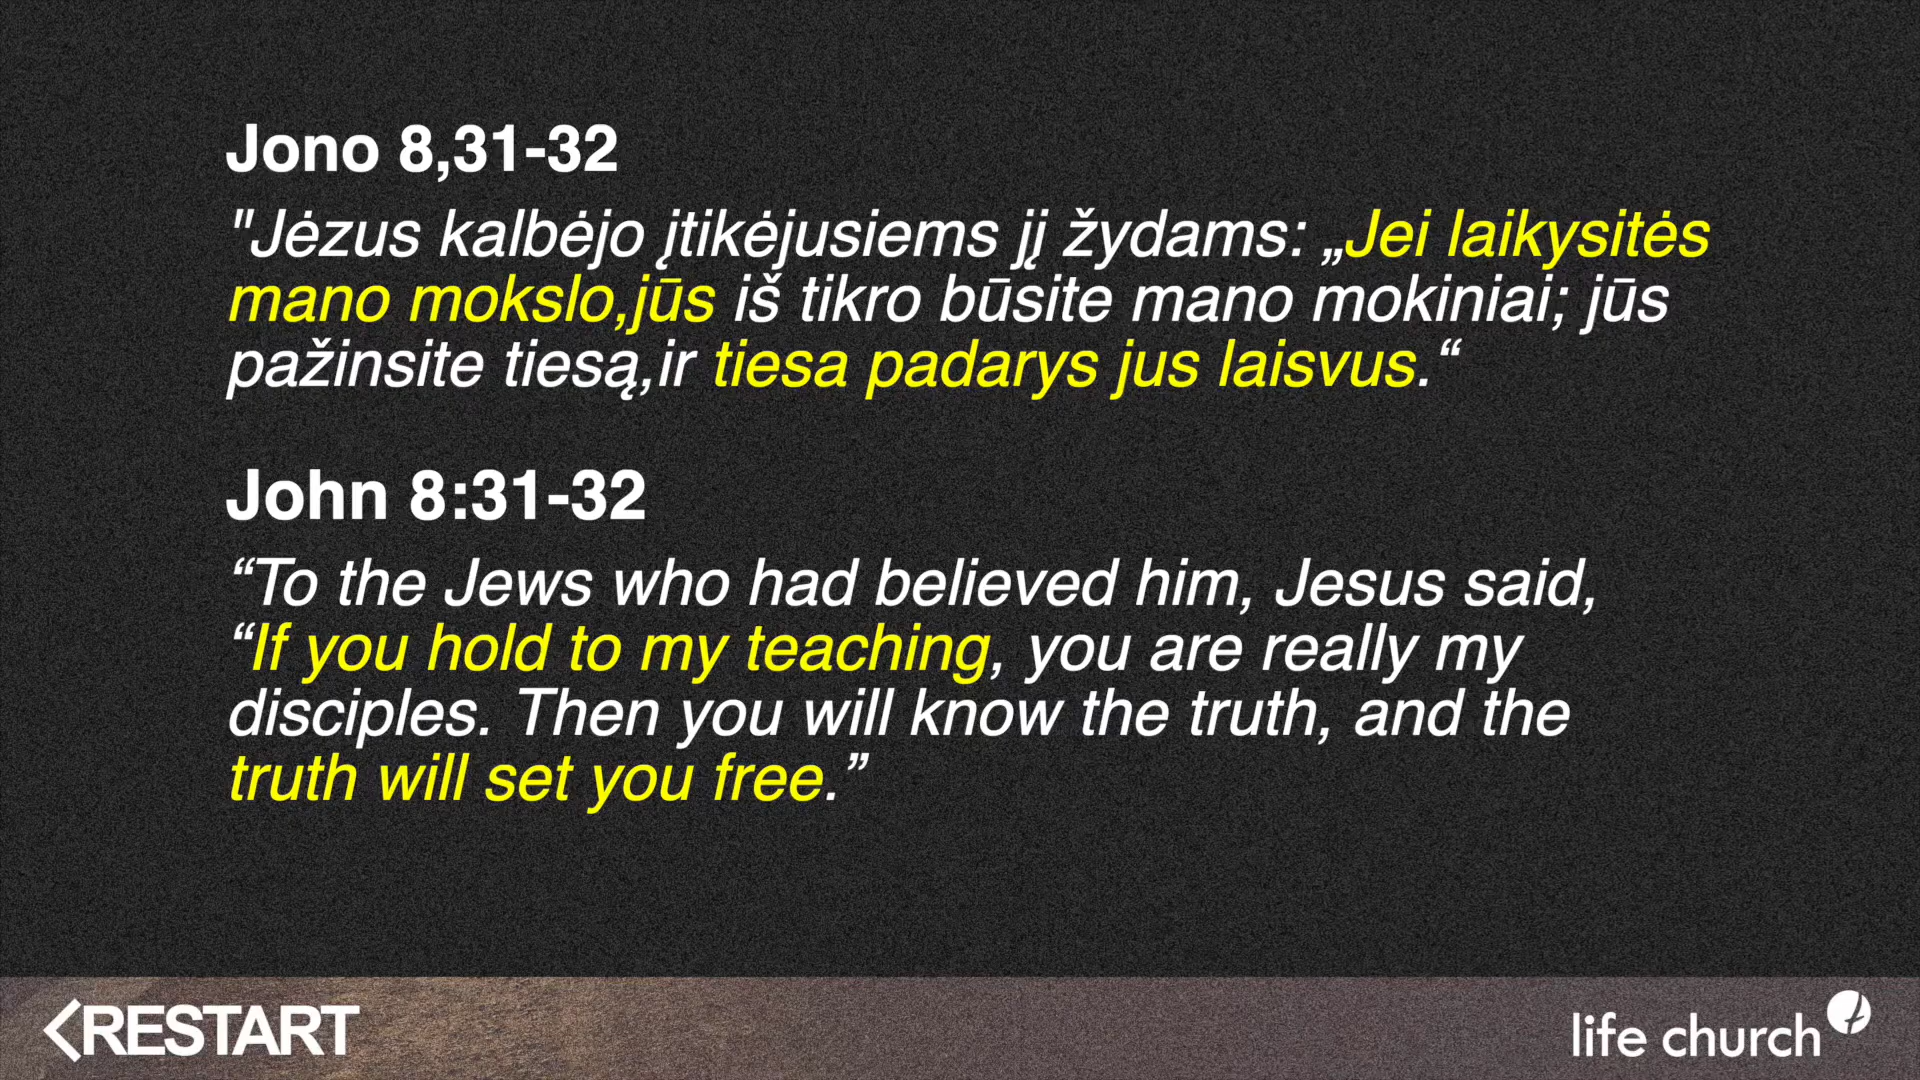 Jono 8,31-32
"Jėzus kalbėjo įtikėjusiems jį žydams: „Jei laikysitės
mano mokslo,jūs iš tikro būsite mano mokiniai; jūs
pažinsite tiesą,ir tiesa padarys jus laisvus.“
John 8:31-32
“To the Jews who had believed him, Jesus said,
“If you hold to my teaching, you are really my
disciples. Then you will know the truth, and the
truth will set you free.”
RESTART
life church